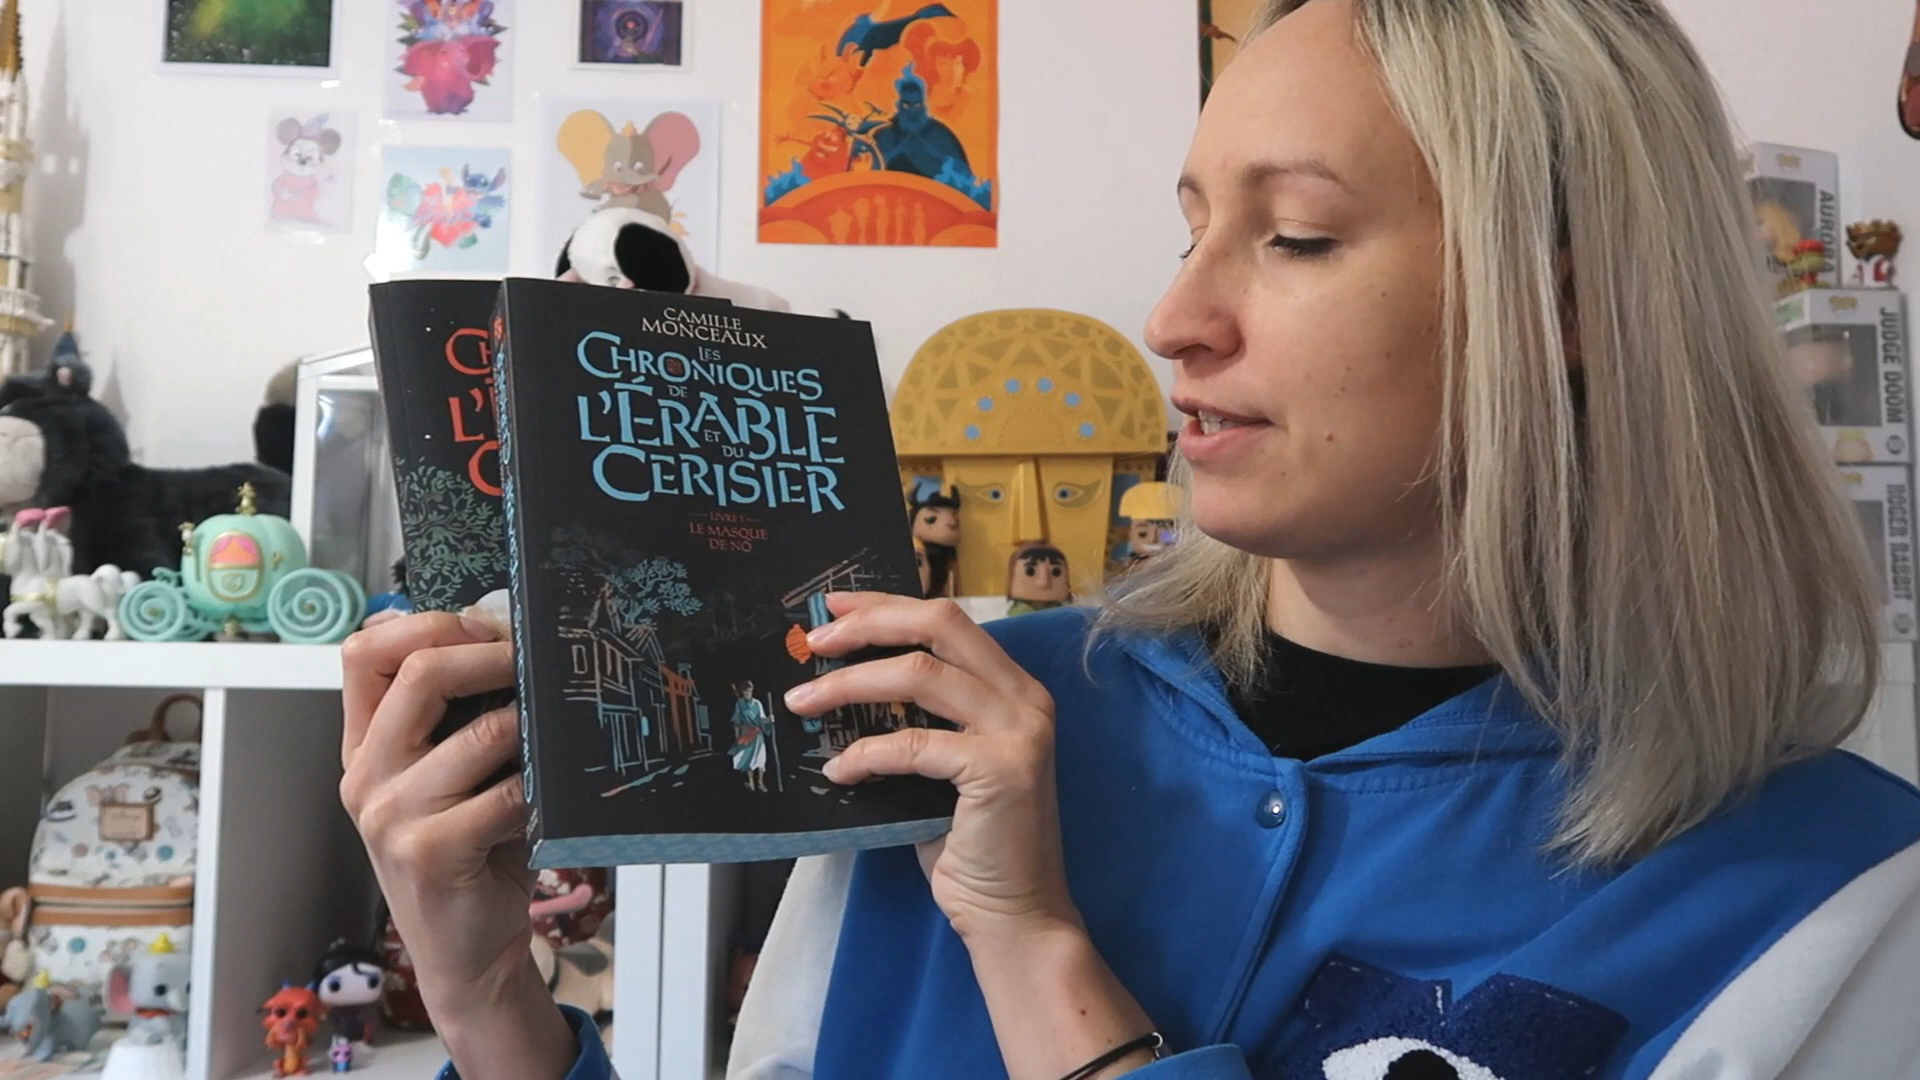 CAMILLE
MONCEAUX
LES
CHRONIQUES
DE
L'ÉRABLE
ET
DU
CERISIER
LIVRE 1
LE MASQUE
DE NÔ
AURORA
JUDGE DOOM
ROGER RABBIT